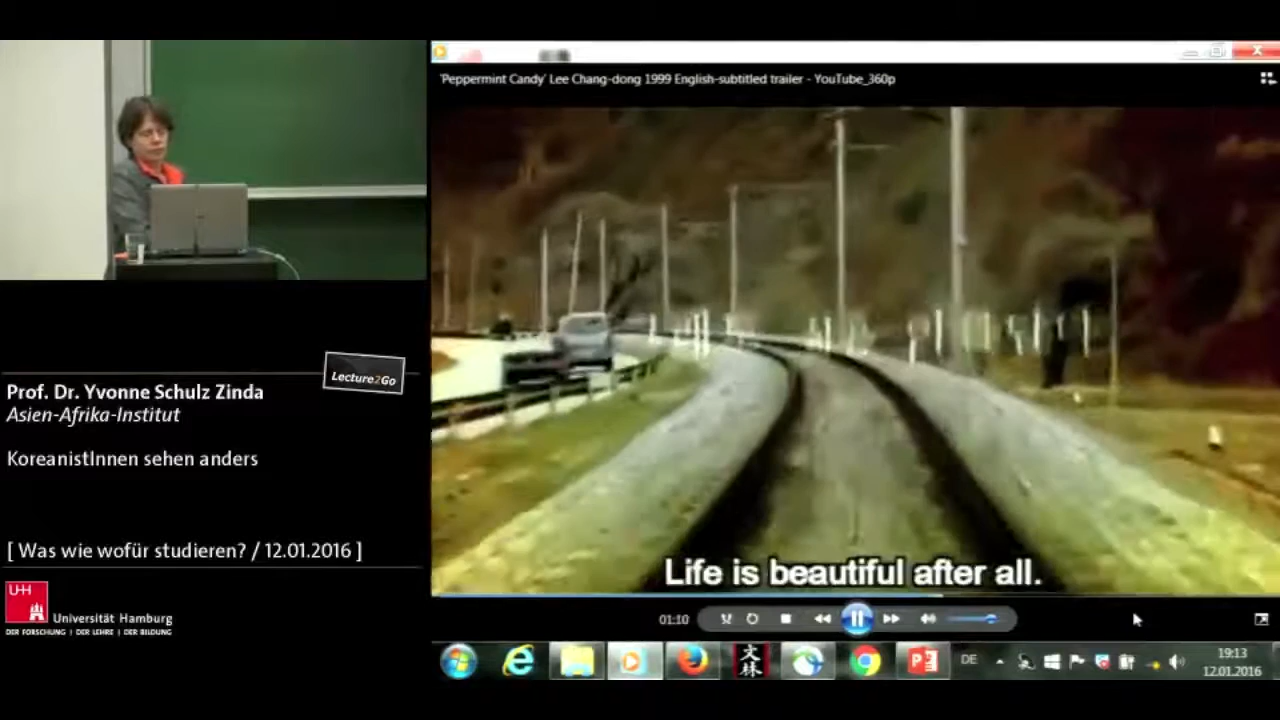 'Peppermint Candy' Lee Chang-dong 1999 English-subtitled trailer - YouTube_360p
Lecture2Go
Prof. Dr. Yvonne Schulz Zinda
Asien-Afrika-Institut
KoreanistInnen sehen anders
[ Was wie wofür studieren? / 12.01.2016 ]
UHH
Universität Hamburg
DER FORSCHUNG | DER LEHRE | DER BILDUNG
Life is beautiful after all.
01:10
文林
DE
19:13
12.01.2016